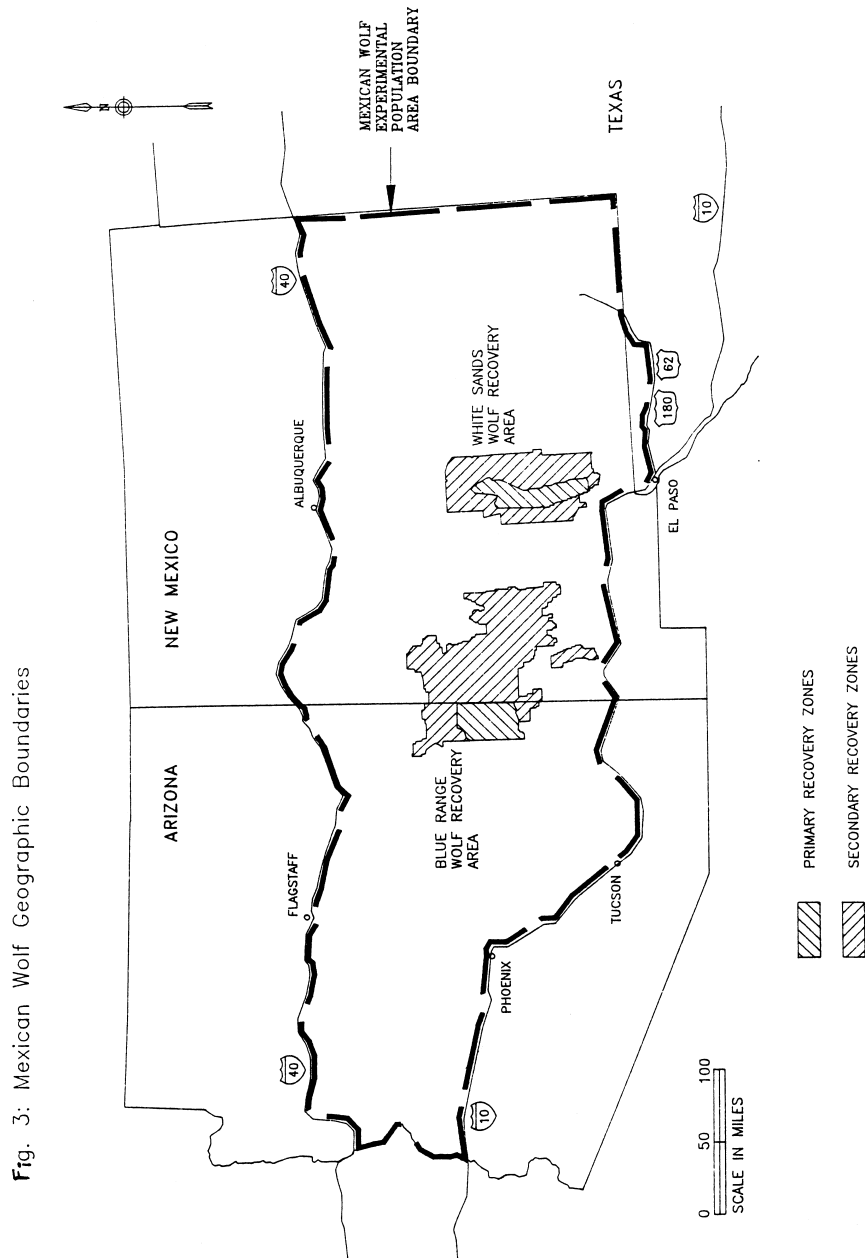 Fig. 3: Mexican Wolf Geographic Boundaries
N
ARIZONA
NEW MEXICO
40
FLAGSTAFF
ALBUQUERQUE
40
MEXICAN WOLF
EXPERIMENTAL
POPULATION
AREA BOUNDARY
BLUE RANGE
WOLF RECOVERY
AREA
WHITE SANDS
WOLF RECOVERY
AREA
10
PHOENIX
TUCSON
EL PASO
180
62
TEXAS
10
0
50
100
SCALE IN MILES
PRIMARY RECOVERY ZONES
SECONDARY RECOVERY ZONES